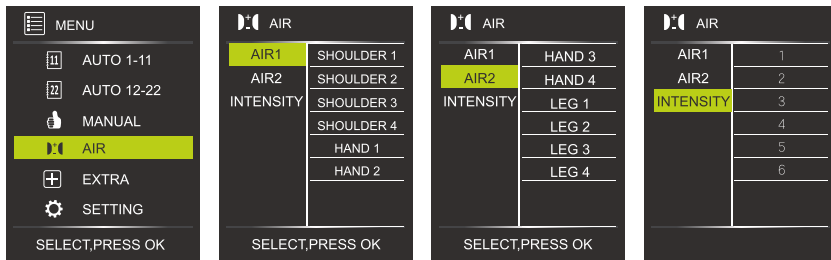 MENU
11 AUTO 1-11
22 AUTO 12-22
MANUAL
AIR
EXTRA
SETTING
SELECT,PRESS OK
AIR
AIR1
AIR2
INTENSITY
SHOULDER 1
SHOULDER 2
SHOULDER 3
SHOULDER 4
HAND 1
HAND 2
SELECT,PRESS OK
AIR
AIR1
AIR2
INTENSITY
HAND 3
HAND 4
LEG 1
LEG 2
LEG 3
LEG 4
SELECT,PRESS OK
AIR
AIR1
AIR2
INTENSITY
1
2
3
4
5
6